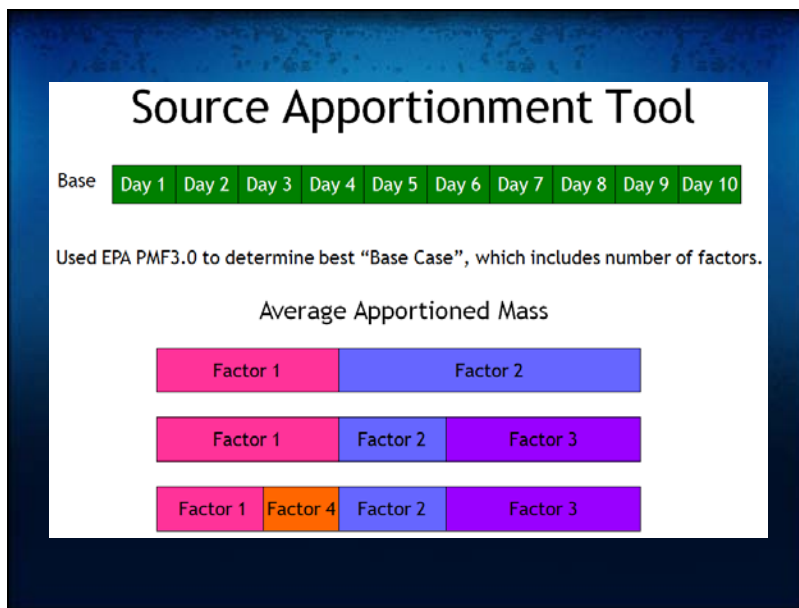 Source Apportionment Tool
Base Day 1 Day 2 Day 3 Day 4 Day 5 Day 6 Day 7 Day 8 Day 9 Day 10
Used EPA PMF3.0 to determine best “Base Case”, which includes number of factors.
Average Apportioned Mass
Factor 1 Factor 2
Factor 1 Factor 2 Factor 3
Factor 1 Factor 4 Factor 2 Factor 3